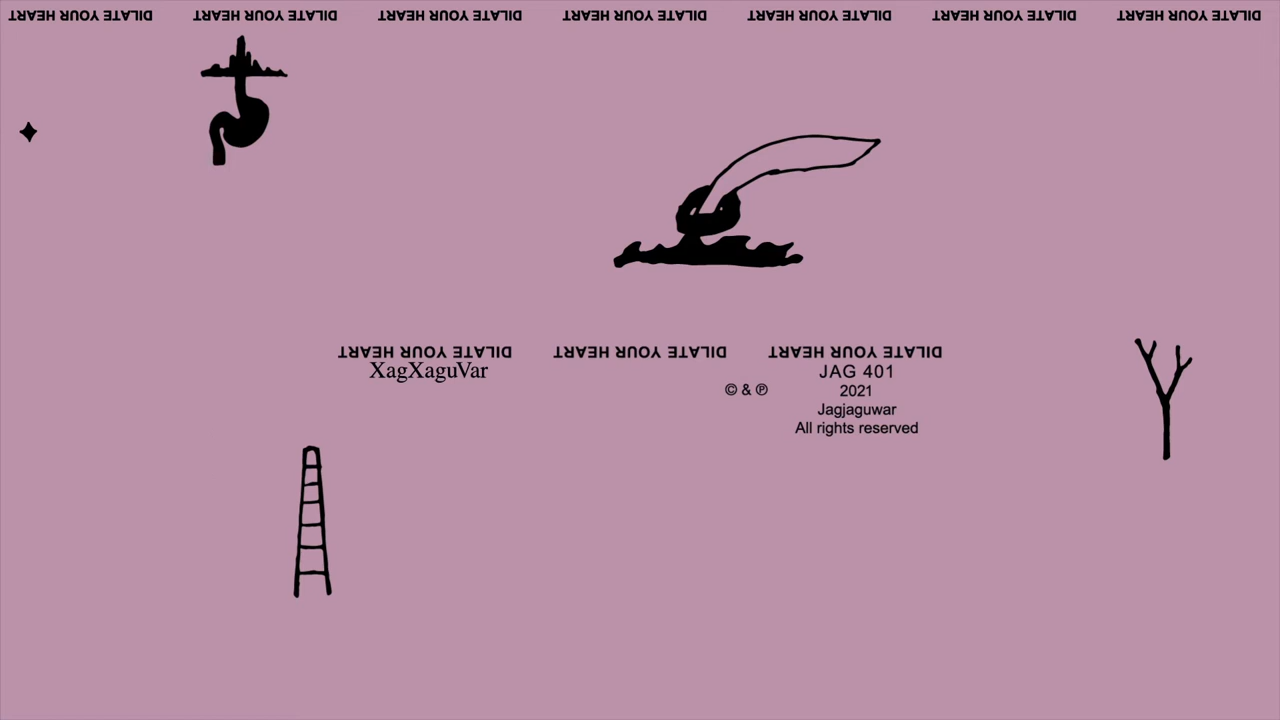 DILATE YOUR HEART DILATE YOUR HEART DILATE YOUR HEART DILATE YOUR HEART DILATE YOUR HEART DILATE YOUR HEART DILATE YOUR HEART
DILATE YOUR HEART DILATE YOUR HEART DILATE YOUR HEART
XagXaguVar JAG 401
© & ℗ 2021
Jagjaguwar
All rights reserved